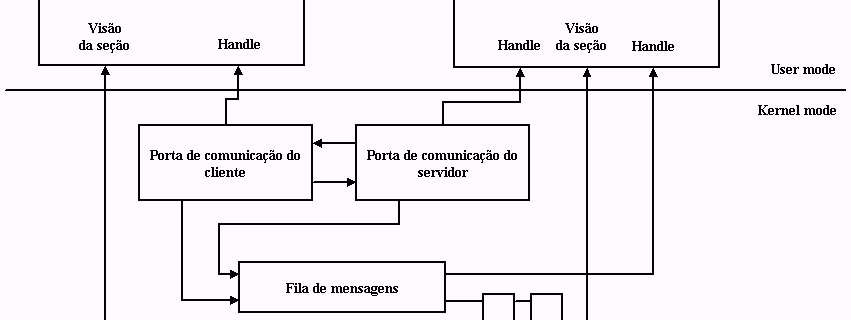 Visão
da seção
Handle
Handle
Visão
da seção
Handle
User mode
Kernel mode
Porta de comunicação do
cliente
Porta de comunicação do
servidor
Fila de mensagens